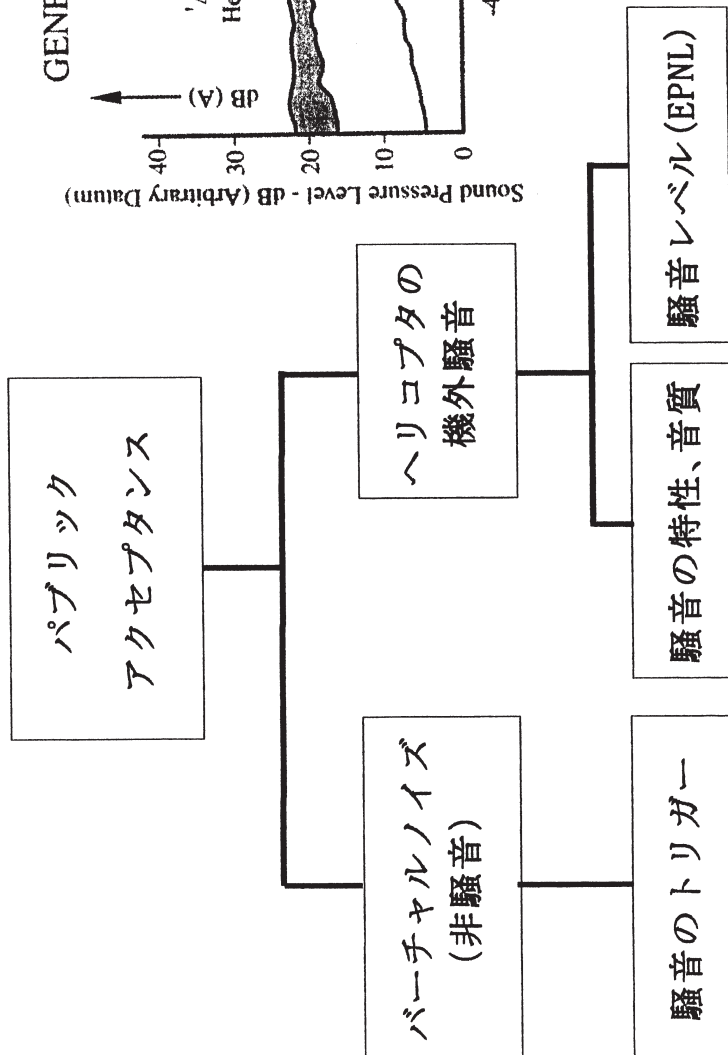 パブリック
アクセプタンス
バーチャルノイズ
(非騒音)
ヘリコプタの
機外騒音
騒音のトリガー
騒音の特性、音質
騒音レベル(EPNL)
Sound Pressure Level - dB (Arbitrary Datum)
40
30
20
10
0
dB (A)
GENE
'A
He
-4